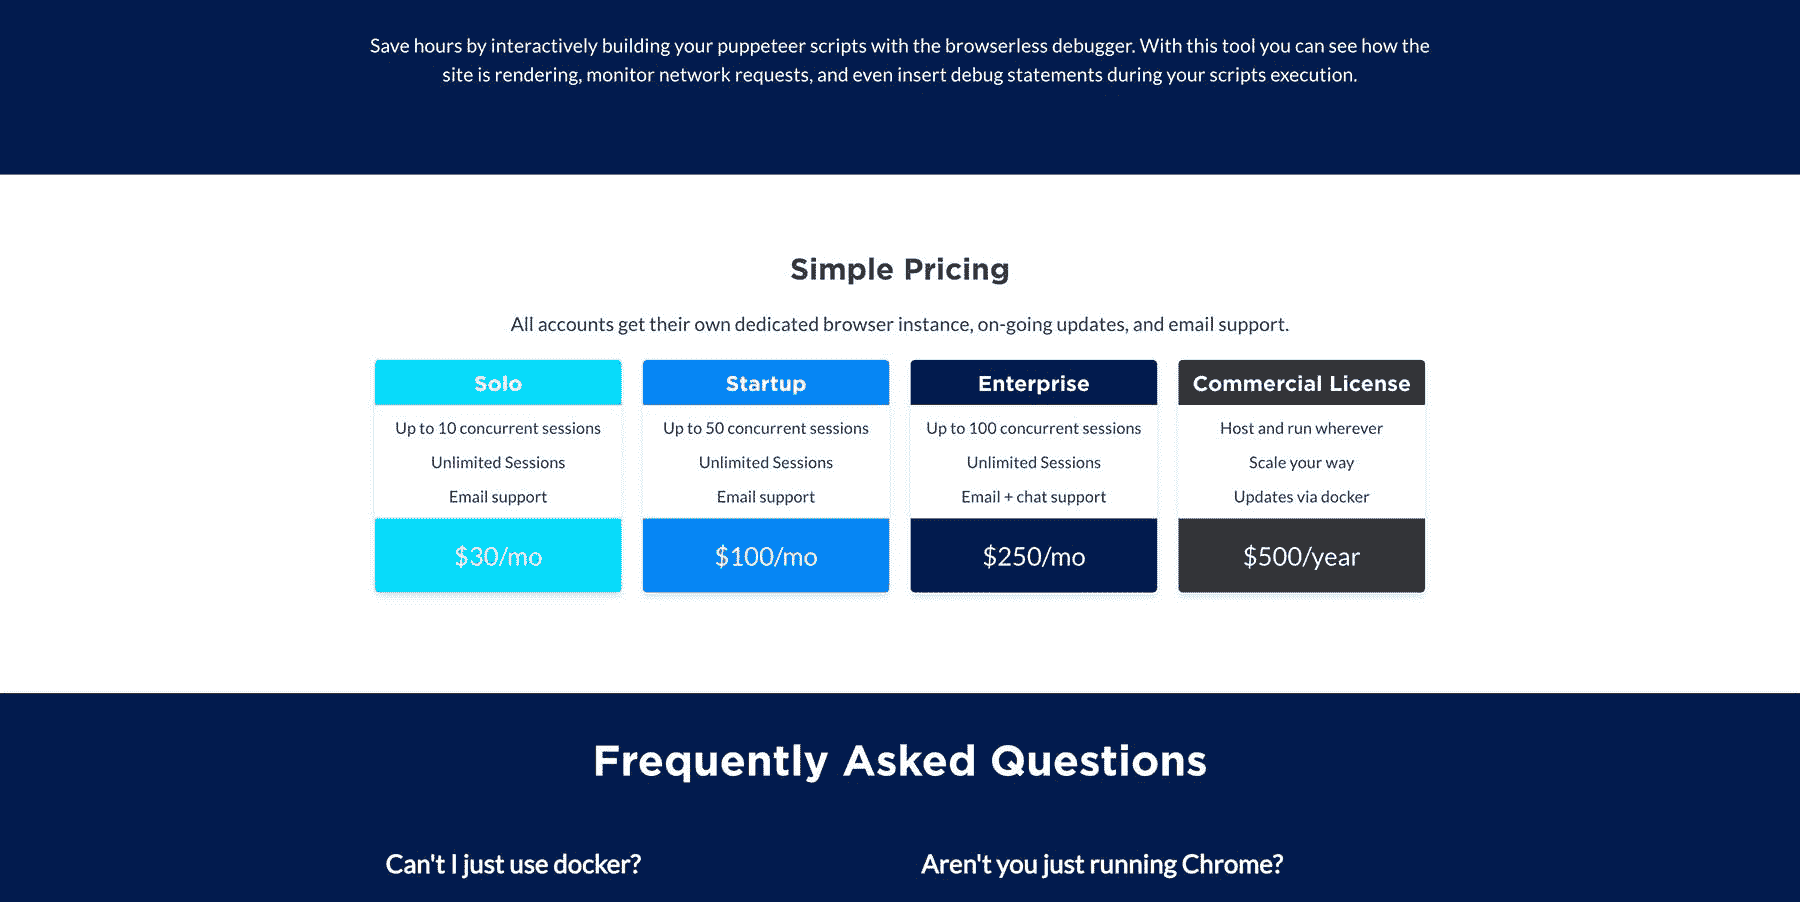 Save hours by interactively building your puppeteer scripts with the browserless debugger. With this tool you can see how the
site is rendering, monitor network requests, and even insert debug statements during your scripts execution.
Simple Pricing
All accounts get their own dedicated browser instance, on-going updates, and email support.
Solo
Up to 10 concurrent sessions
Unlimited Sessions
Email support
$30/mo
Startup
Up to 50 concurrent sessions
Unlimited Sessions
Email support
$100/mo
Enterprise
Up to 100 concurrent sessions
Unlimited Sessions
Email + chat support
$250/mo
Commercial License
Host and run wherever
Scale your way
Updates via docker
$500/year
Frequently Asked Questions
Can't I just use docker?
Aren't you just running Chrome?